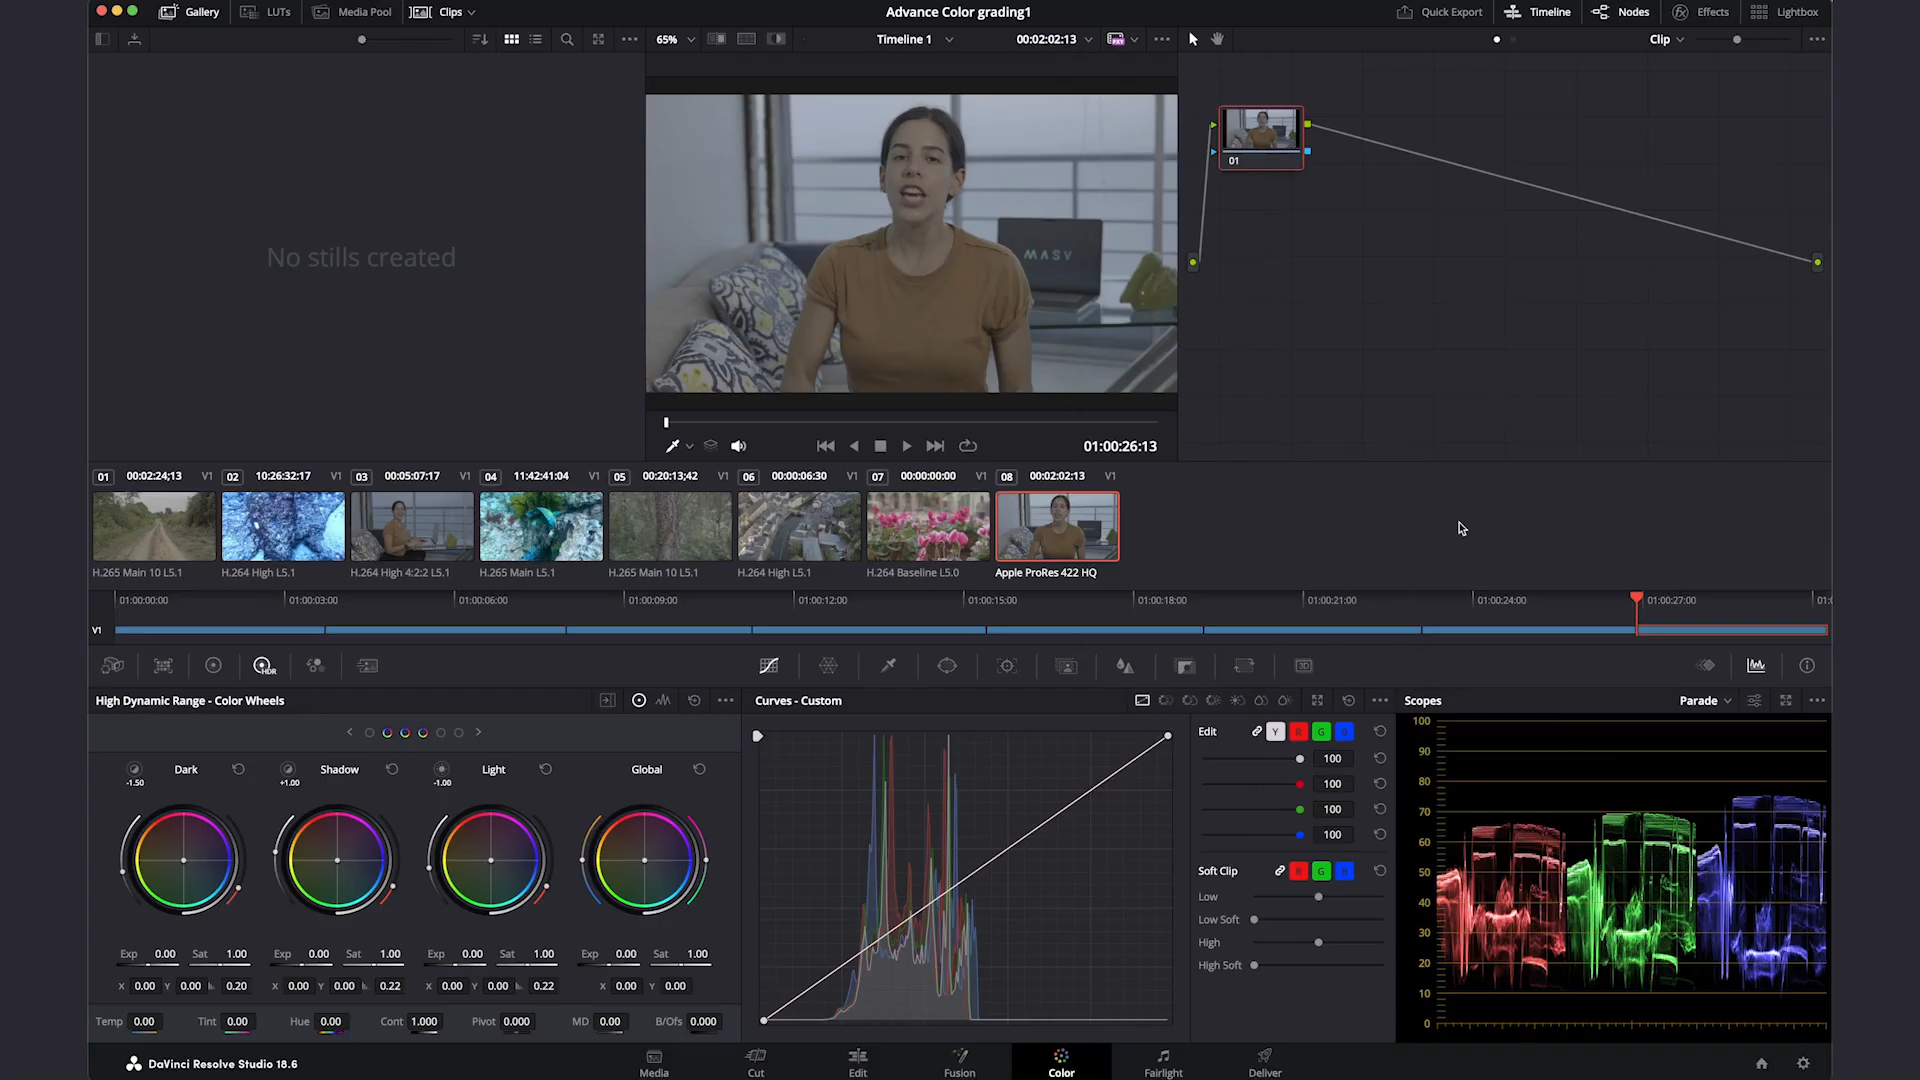 Gallery LUTs Media Pool Clips Advance Color grading1 Quick Export Timeline Nodes Effects Lightbox
65% Timeline 1 00:02:02:13 Clip
No stills created
MASV
01
01:00:26:13
01 00:02:24;13 V1 02 10:26:32:17 V1 03 00:05:07:17 V1 04 11:42:41:04 V1 05 00:20:13;42 V1 06 00:00:06:30 V1 07 00:00:00:00 V1 08 00:02:02:13 V1
H.265 Main 10 L5.1 H.264 High L5.1 H.264 High 4:2:2 L5.1 H.265 Main L5.1 H.265 Main 10 L5.1 H.264 High L5.1 H.264 Baseline L5.0 Apple ProRes 422 HQ
01:00:00:00 01:00:03:00 01:00:06:00 01:00:09:00 01:00:12:00 01:00:15:00 01:00:18:00 01:00:21:00 01:00:24:00 01:00:27:00
V1
HDR 3D
High Dynamic Range - Color Wheels Curves - Custom Scopes Parade
Dark Shadow Light Global
-1.50 +1.00 -1.00
Exp 0.00 Sat 1.00 Exp 0.00 Sat 1.00 Exp 0.00 Sat 1.00 Exp 0.00 Sat 1.00
X 0.00 Y 0.00 0.20 X 0.00 Y 0.00 0.22 X 0.00 Y 0.00 0.22 X 0.00 Y 0.00
Temp 0.00 Tint 0.00 Hue 0.00 Cont 1.000 Pivot 0.000 MD 0.00 B/Ofs 0.000
Edit Y R G B
100
100
100
100
Soft Clip R G B
Low
Low Soft
High
High Soft
100
90
80
70
60
50
40
30
20
10
0
DaVinci Resolve Studio 18.6 Media Cut Edit Fusion Color Fairlight Deliver